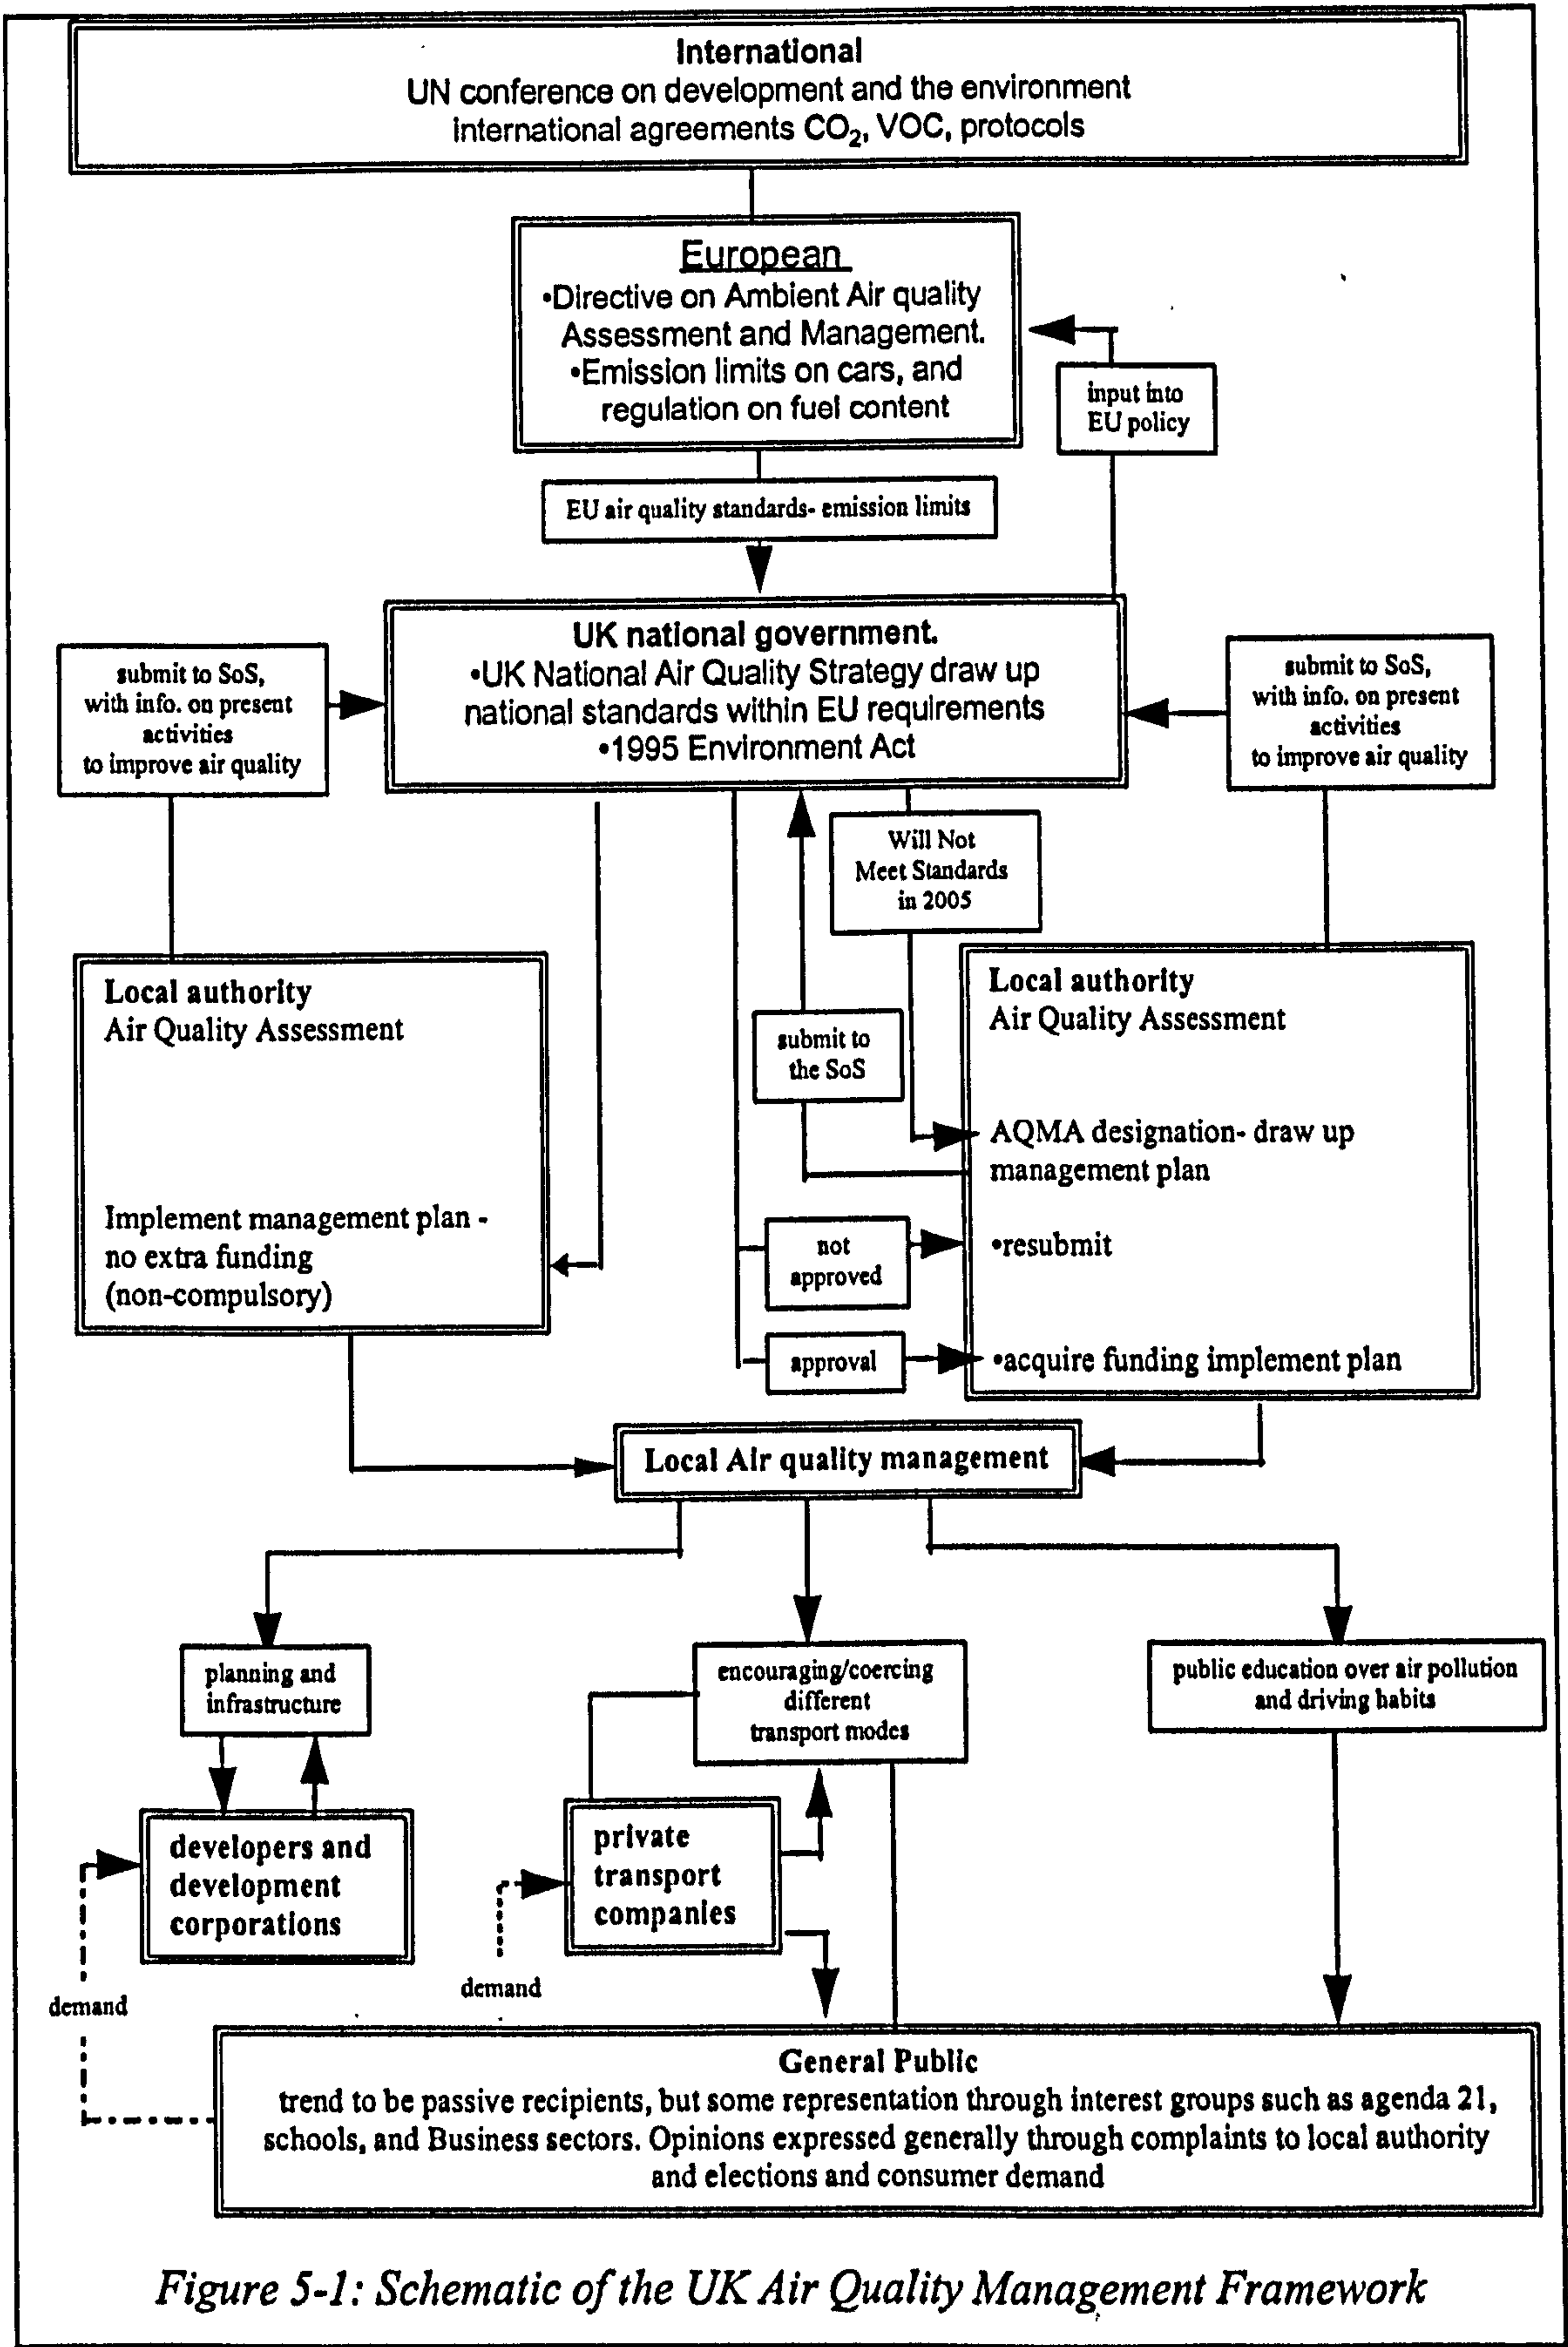 International
UN conference on development and the environment
international agreements CO₂, VOC, protocols
European
•Directive on Ambient Air quality
Assessment and Management.
•Emission limits on cars, and
regulation on fuel content
input into
EU policy
EU air quality standards- emission limits
UK national government.
•UK National Air Quality Strategy draw up
national standards within EU requirements
•1995 Environment Act
submit to SoS,
with info. on present
activities
to improve air quality
submit to SoS,
with info. on present
activities
to improve air quality
Will Not
Meet Standards
in 2005
Local authority
Air Quality Assessment
Implement management plan -
no extra funding
(non-compulsory)
submit to
the SoS
Local authority
Air Quality Assessment
AQMA designation- draw up
management plan
not
approved
•resubmit
approval
•acquire funding implement plan
Local Air quality management
planning and
infrastructure
encouraging/coercing
different
transport modes
public education over air pollution
and driving habits
developers and
development
corporations
private
transport
companies
demand
demand
General Public
trend to be passive recipients, but some representation through interest groups such as agenda 21,
schools, and Business sectors. Opinions expressed generally through complaints to local authority
and elections and consumer demand
Figure 5-1: Schematic of the UK Air Quality Management Framework